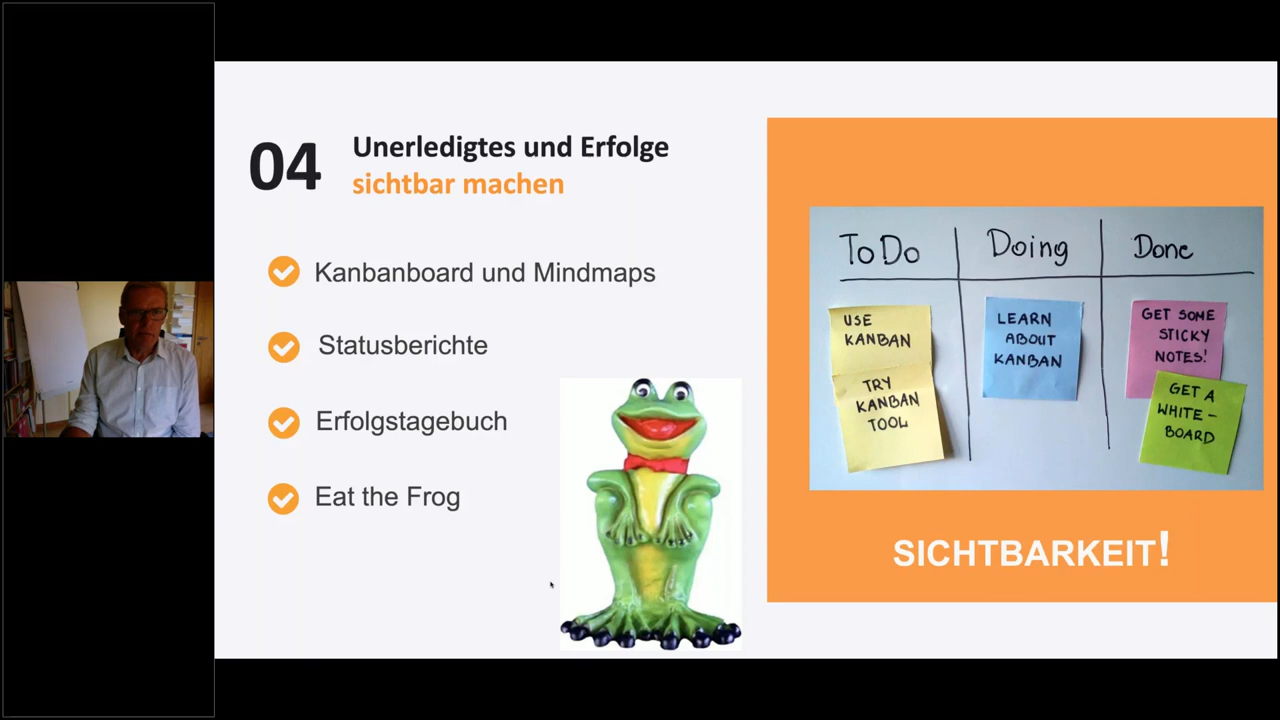 04
Unerledigtes und Erfolge
sichtbar machen
Kanbanboard und Mindmaps
Statusberichte
Erfolgstagebuch
Eat the Frog
ToDo
Doing
Done
USE
KANBAN
TRY
KANBAN
TOOL
LEARN
ABOUT
KANBAN
GET SOME
STICKY
NOTES!
GET A
WHITE-
BOARD
SICHTBARKEIT!